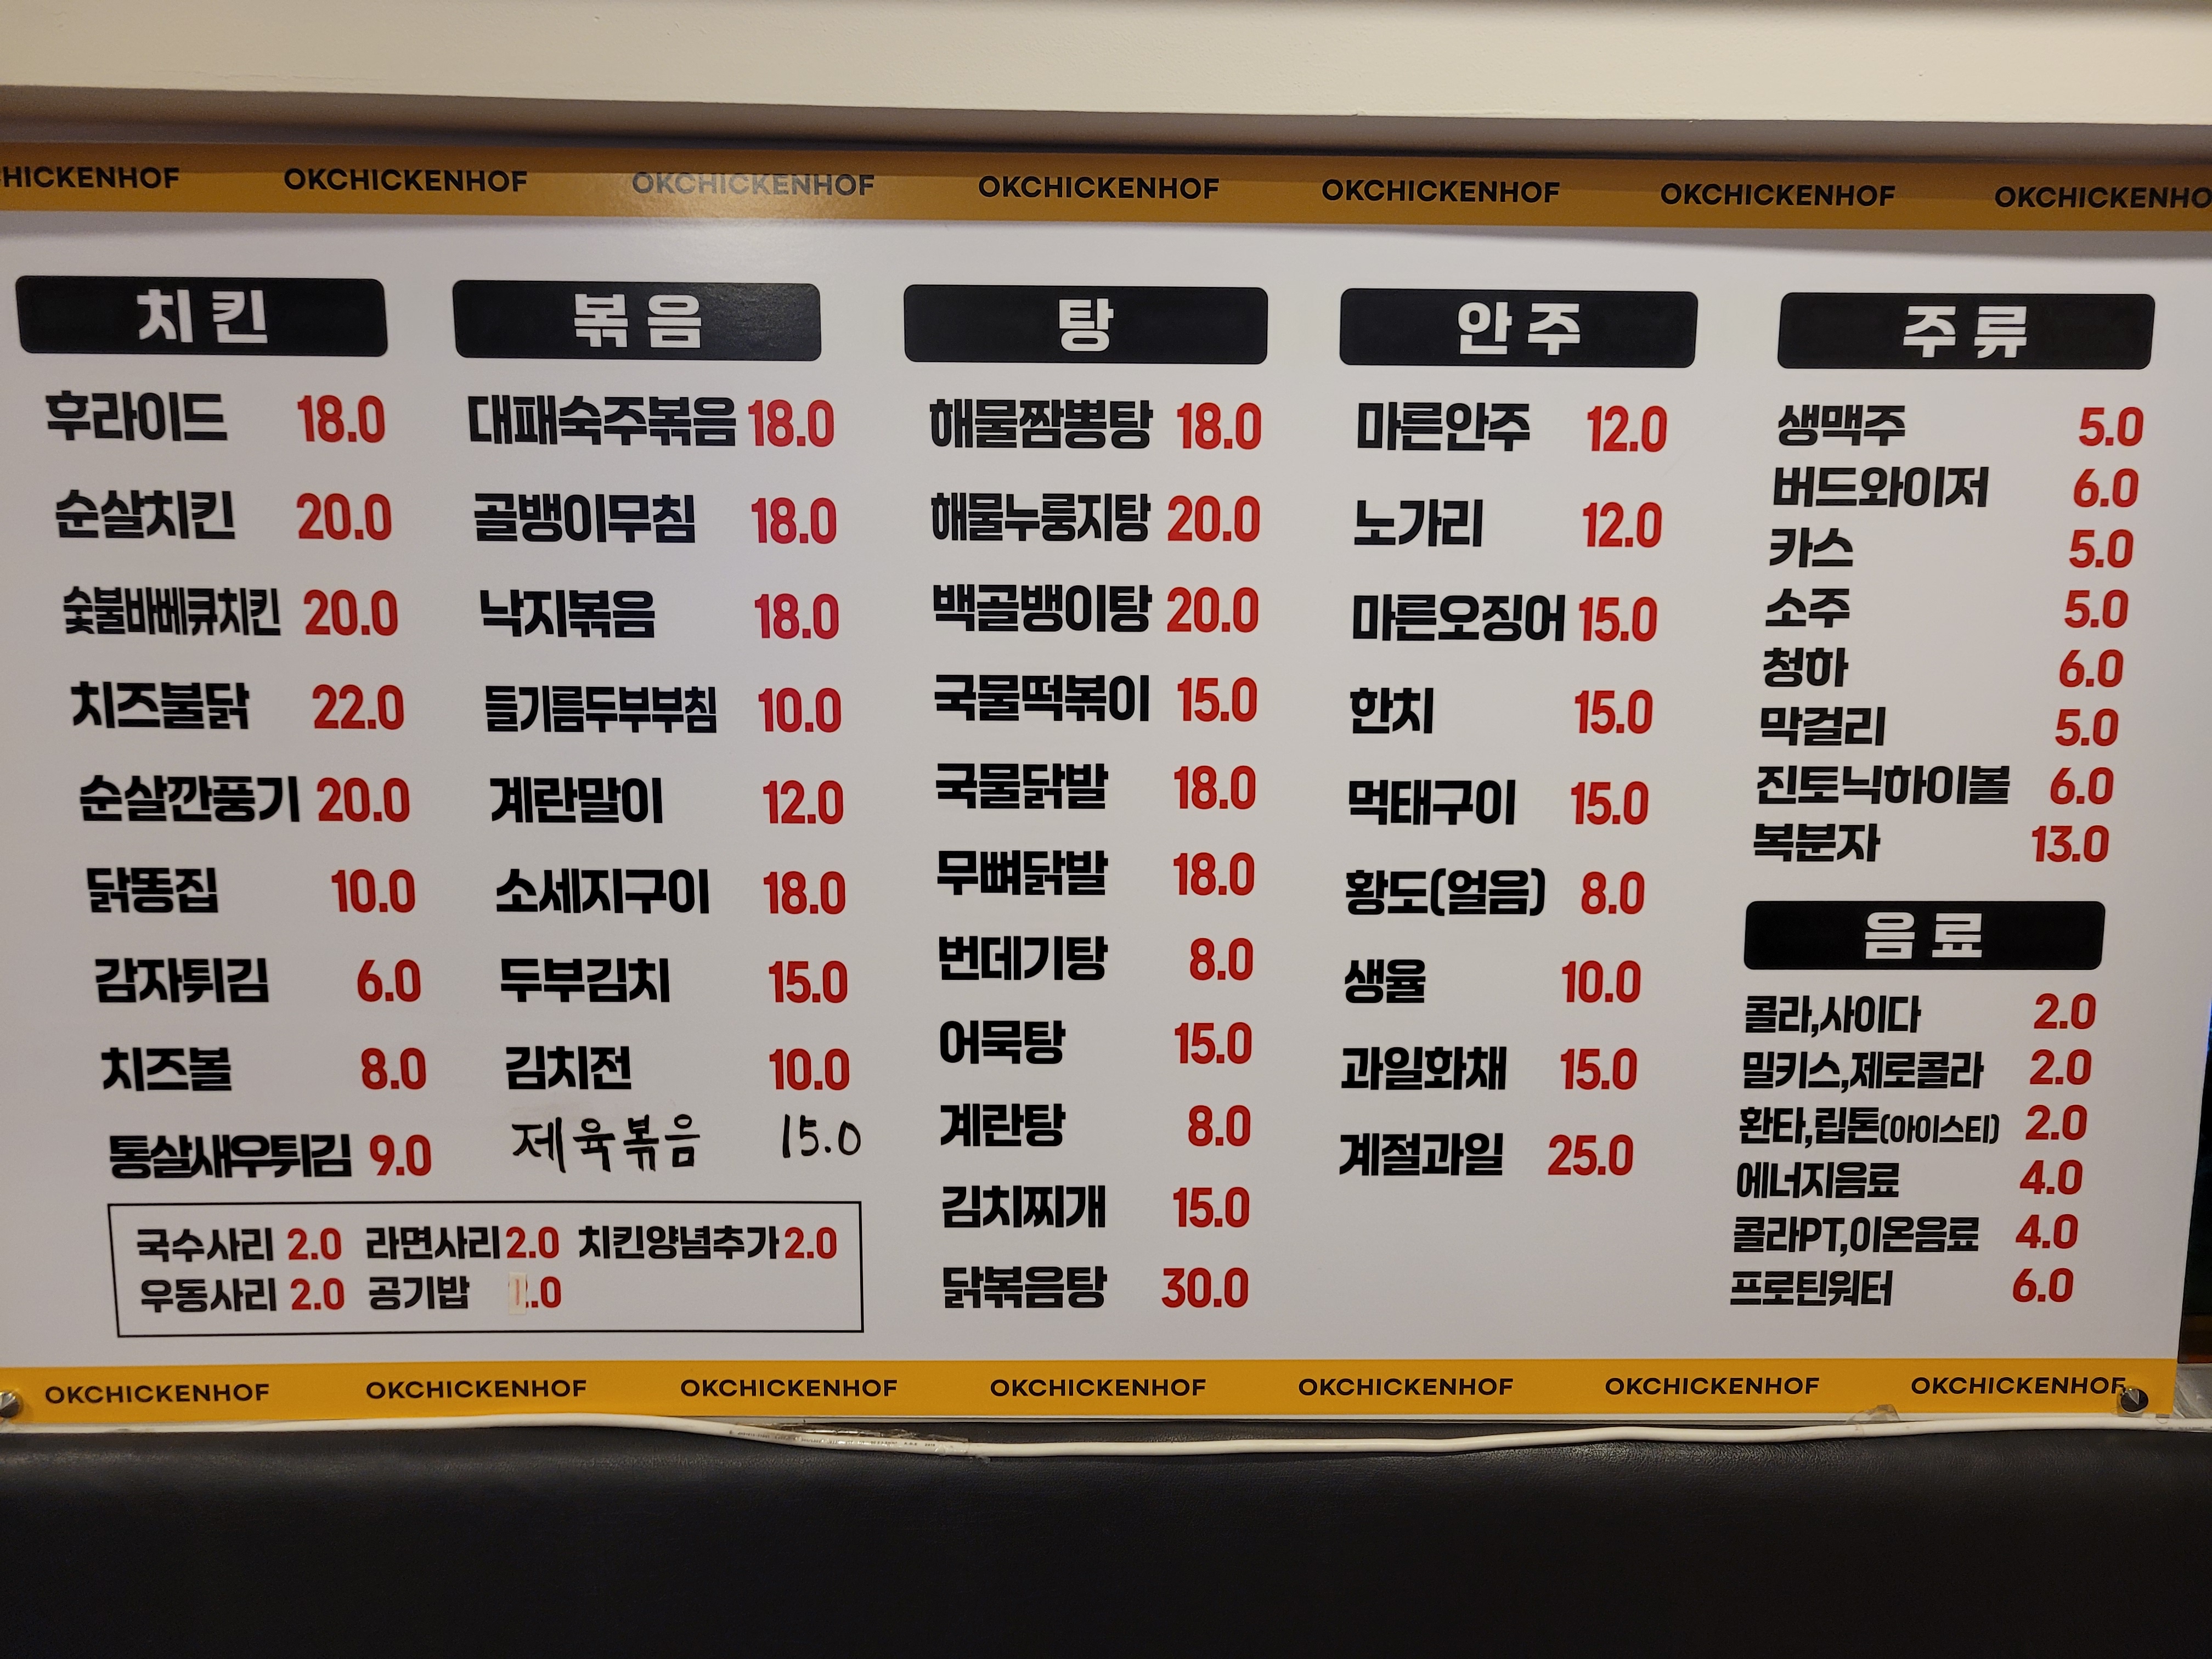 HICKENHOF OKCHICKENHOF OKCHICKENHOF OKCHICKENHOF OKCHICKENHOF OKCHICKENHOF OKCHICKENHO
치킨
후라이드 18.0
순살치킨 20.0
숯불바베큐치킨 20.0
치즈불닭 22.0
순살깐풍기 20.0
닭똥집 10.0
감자튀김 6.0
치즈볼 8.0
통살새우튀김 9.0
볶음
대패숙주볶음 18.0
골뱅이무침 18.0
낙지볶음 18.0
들기름두부부침 10.0
계란말이 12.0
소세지구이 18.0
두부김치 15.0
김치전 10.0
제육볶음 15.0
국수사리 2.0 라면사리 2.0 치킨양념추가 2.0
우동사리 2.0 공기밥 1.0
탕
해물짬뽕탕 18.0
해물누룽지탕 20.0
백골뱅이탕 20.0
국물떡볶이 15.0
국물닭발 18.0
무뼈닭발 18.0
번데기탕 8.0
어묵탕 15.0
계란탕 8.0
김치찌개 15.0
닭볶음탕 30.0
안주
마른안주 12.0
노가리 12.0
마른오징어 15.0
한치 15.0
먹태구이 15.0
황도(얼음) 8.0
생율 10.0
과일화채 15.0
계절과일 25.0
주류
생맥주 5.0
버드와이저 6.0
카스 5.0
소주 5.0
청하 6.0
막걸리 5.0
진토닉하이볼 6.0
복분자 13.0
음료
콜라,사이다 2.0
밀키스,제로콜라 2.0
환타,립톤(아이스티) 2.0
에너지음료 4.0
콜라PT,이온음료 4.0
프로틴워터 6.0
OKCHICKENHOF OKCHICKENHOF OKCHICKENHOF OKCHICKENHOF OKCHICKENHOF OKCHICKENHOF OKCHICKENHOF